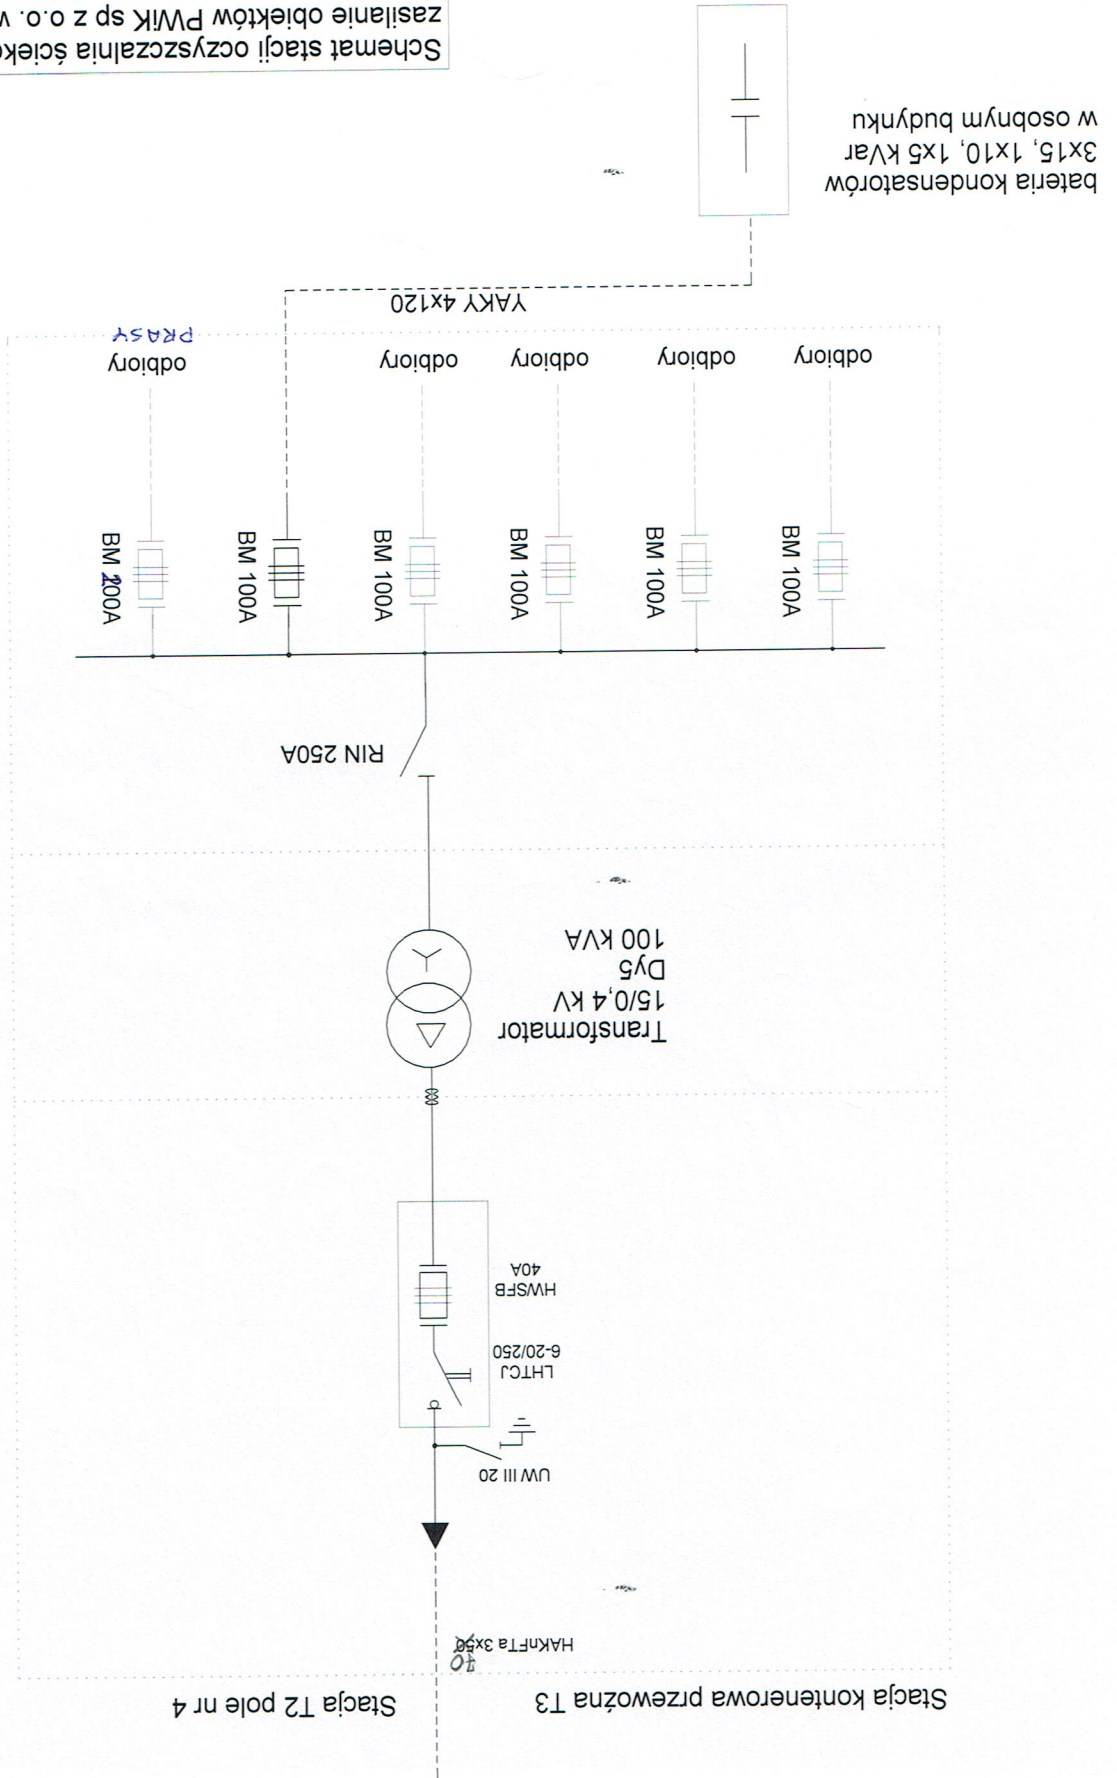 Stacja kontenerowa przewoźna T3
Stacja T2 pole nr 4
HAKnFTa 3x50
70
UW III 20
LHTCJ
6-20/250
HWSFB
40A
Transformator
15/0,4 kV
Dy5
100 kVA
RIN 250A
BM 100A
BM 100A
BM 100A
BM 100A
BM 100A
BM 200A
odbiory
odbiory
odbiory
odbiory
odbiory
PRASY
YAKY 4x120
bateria kondensatorów
3x15, 1x10, 1x5 kVar
w osobnym budynku
Schemat stacji oczyszczalnia
zasilanie obiektów PWiK sp z o.o.